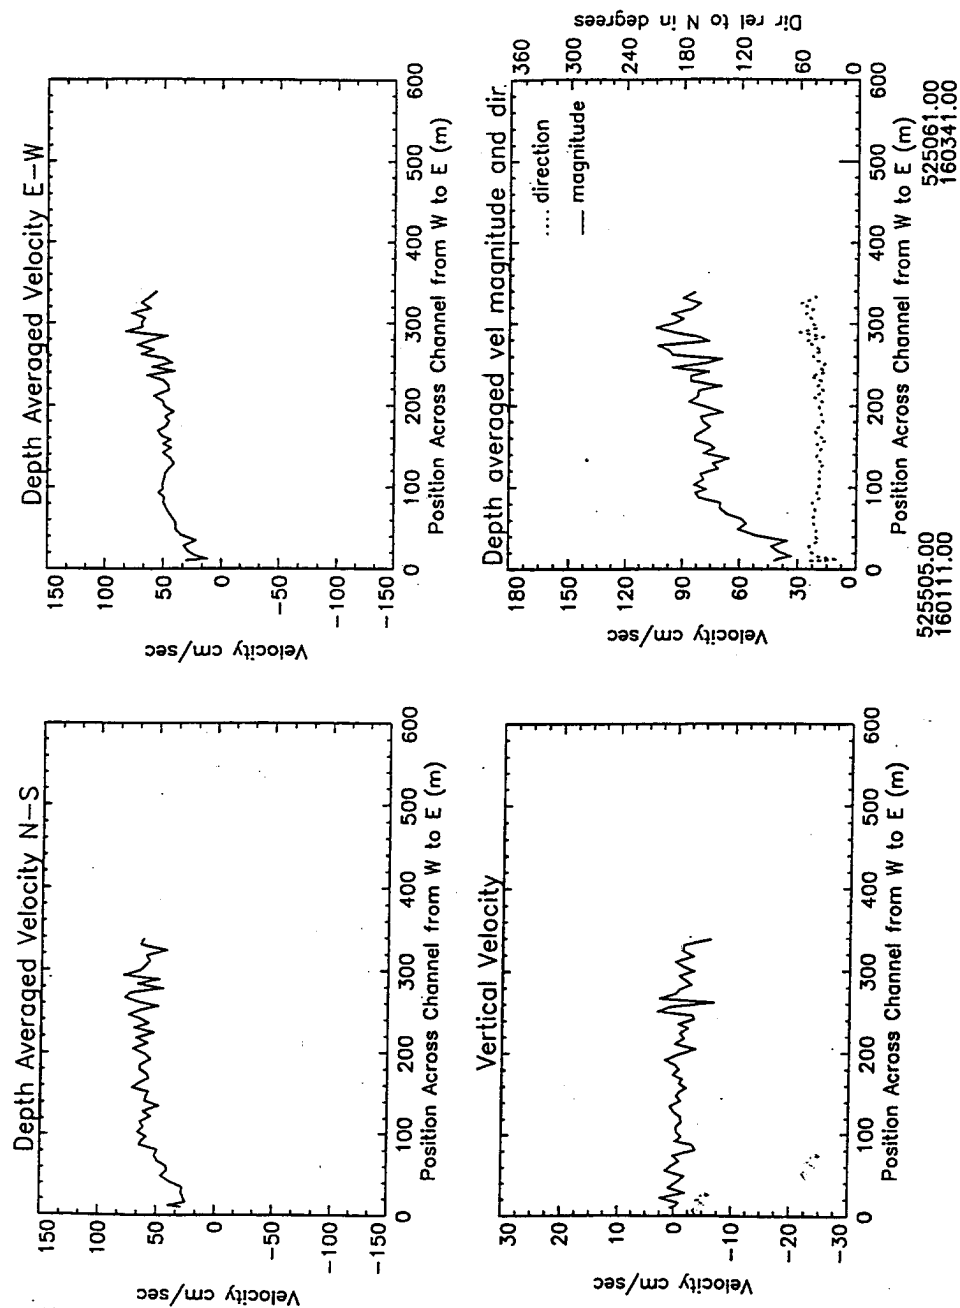 Depth Averaged Velocity N-S
150
100
50
0
-50
-100
-150
Velocity cm/sec
0 100 200 300 400 500 600
Position Across Channel from W to E (m)
Depth Averaged Velocity E-W
150
100
50
0
-50
-100
-150
Velocity cm/sec
0 100 200 300 400 500 600
Position Across Channel from W to E (m)
Vertical Velocity
30
20
10
0
-10
-20
-30
Velocity cm/sec
0 100 200 300 400 500 600
Position Across Channel from W to E (m)
Depth averaged vel magnitude and dir.
180
150
120
90
60
30
0
Velocity cm/sec
.... direction
— magnitude
360
300
240
180
120
60
0
Dir rel to N in degrees
0 100 200 300 400 500 600
Position Across Channel from W to E (m)
525505.00
160111.00
525061.00
160341.00